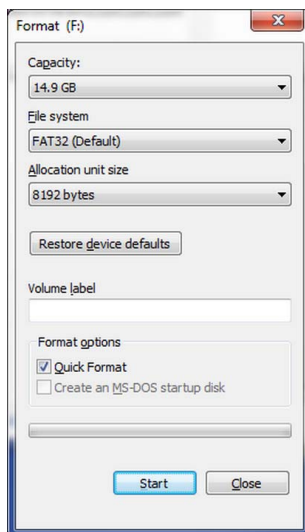 Format (F:)
Capacity:
14.9 GB
File system
FAT32 (Default)
Allocation unit size
8192 bytes
Restore device defaults
Volume label
Format options
Quick Format
Create an MS-DOS startup disk
Start
Close